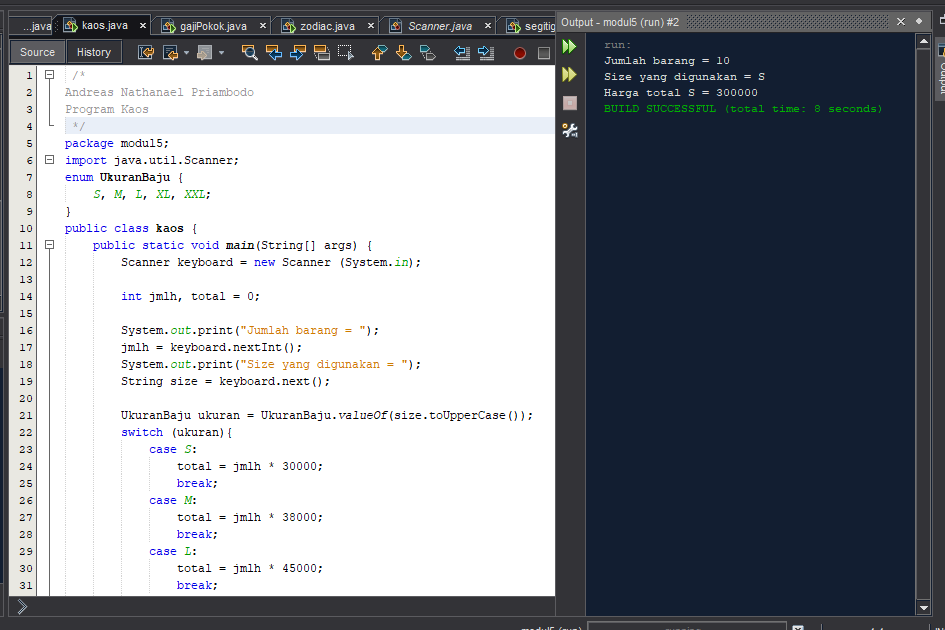 ...java kaos.java gajiPokok.java zodiac.java Scanner.java segitig
Source History
1 /*
2 Andreas Nathanael Priambodo
3 Program Kaos
4 */
5 package modul5;
6 import java.util.Scanner;
7 enum UkuranBaju {
8 S, M, L, XL, XXL;
9 }
10 public class kaos {
11 public static void main(String[] args) {
12 Scanner keyboard = new Scanner (System.in);
13
14 int jmlh, total = 0;
15
16 System.out.print("Jumlah barang = ");
17 jmlh = keyboard.nextInt();
18 System.out.print("Size yang digunakan = ");
19 String size = keyboard.next();
20
21 UkuranBaju ukuran = UkuranBaju.valueOf(size.toUpperCase());
22 switch (ukuran){
23 case S:
24 total = jmlh * 30000;
25 break;
26 case M:
27 total = jmlh * 38000;
28 break;
29 case L:
30 total = jmlh * 45000;
31 break;
Output - modul5 (run) #2
run:
Jumlah barang = 10
Size yang digunakan = S
Harga total S = 300000
BUILD SUCCESSFUL (total time: 8 seconds)